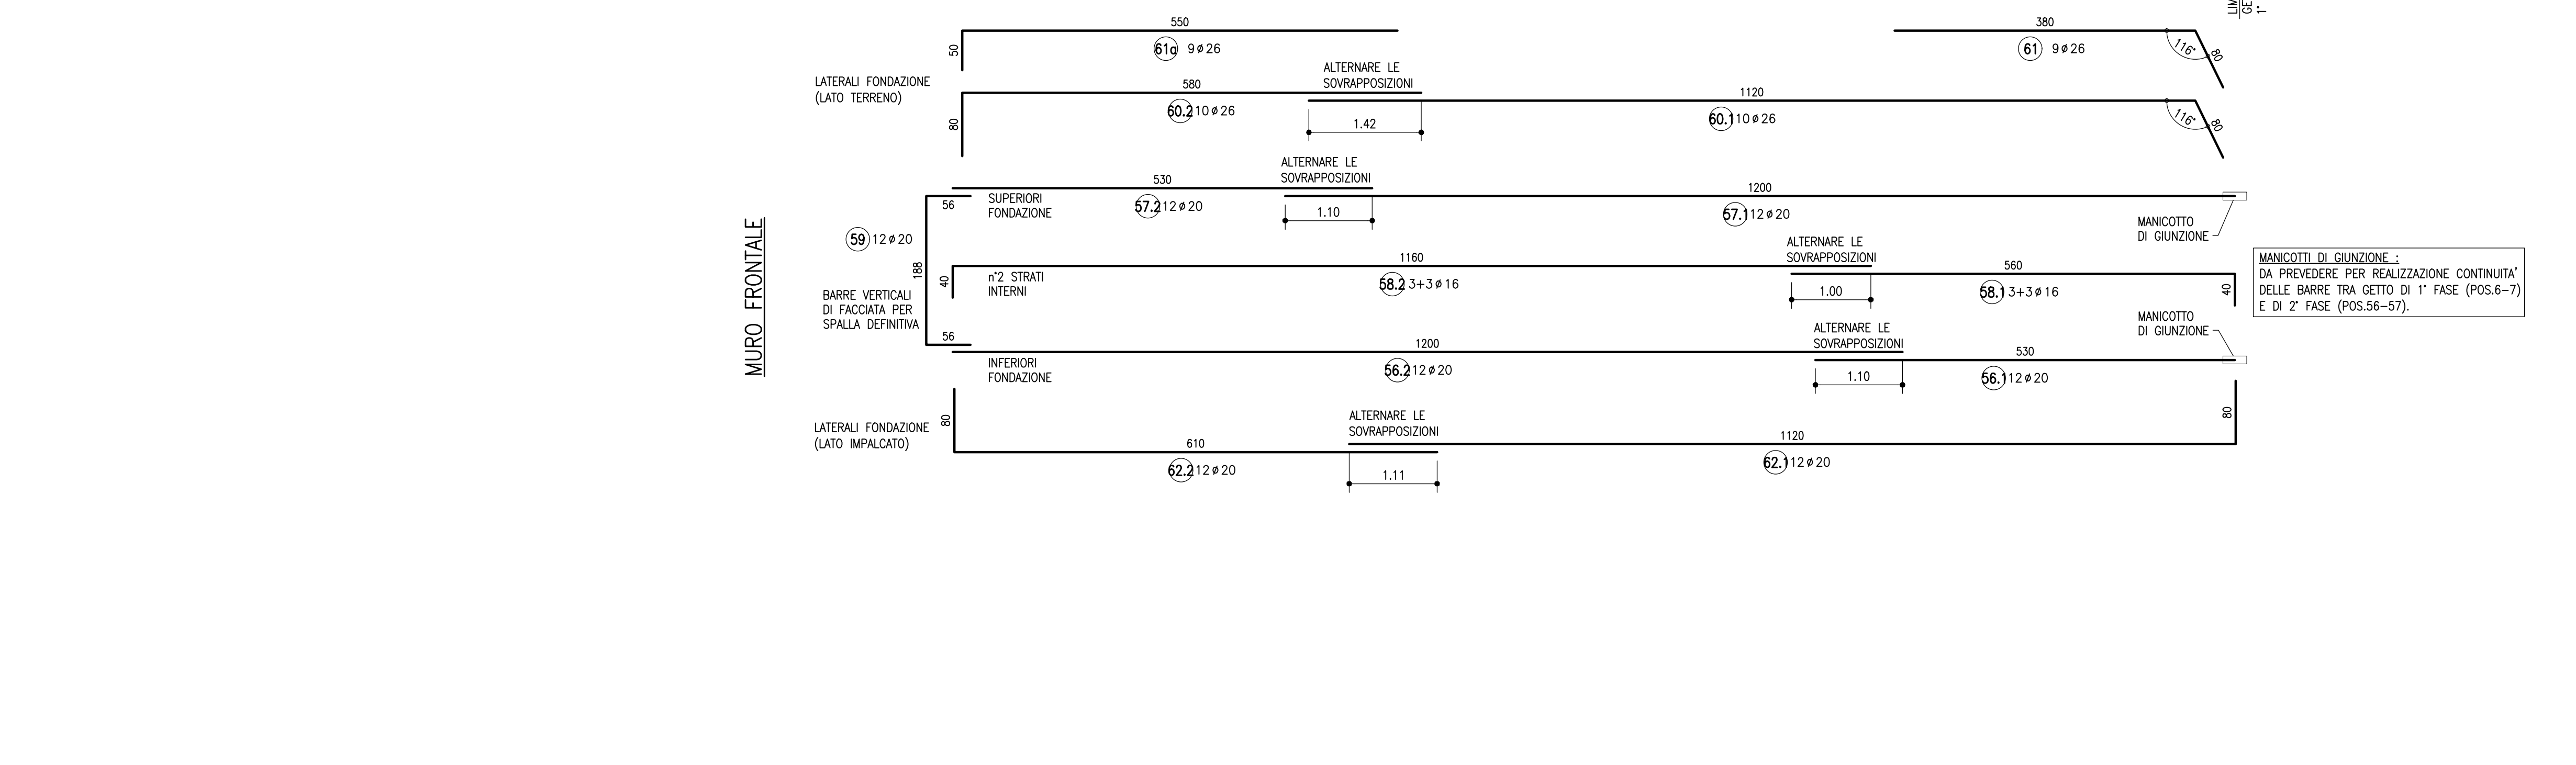 LIM
GE
1°
550
380
50
61a 9ø26
61 9ø26
116°
80
LATERALI FONDAZIONE
(LATO TERRENO)
ALTERNARE LE
SOVRAPPOSIZIONI
580
1120
80
60.2 10ø26
60.1 10ø26
1.42
116°
80
ALTERNARE LE
SOVRAPPOSIZIONI
530
1200
56
SUPERIORI
FONDAZIONE
57.2 12ø20
57.1 12ø20
1.10
MANICOTTO
DI GIUNZIONE
MURO FRONTALE
59 12ø20
188
ALTERNARE LE
SOVRAPPOSIZIONI
1160
560
40
n°2 STRATI
INTERNI
58.2 3+3ø16
58.1 3+3ø16
1.00
40
MANICOTTI DI GIUNZIONE :
DA PREVEDERE PER REALIZZAZIONE CONTINUITA'
DELLE BARRE TRA GETTO DI 1° FASE (POS.6-7)
E DI 2° FASE (POS.56-57).
BARRE VERTICALI
DI FACCIATA PER
SPALLA DEFINITIVA
MANICOTTO
DI GIUNZIONE
56
ALTERNARE LE
SOVRAPPOSIZIONI
1200
530
INFERIORI
FONDAZIONE
56.2 12ø20
56.1 12ø20
1.10
80
80
LATERALI FONDAZIONE
(LATO IMPALCATO)
ALTERNARE LE
SOVRAPPOSIZIONI
610
1120
62.2 12ø20
62.1 12ø20
1.11